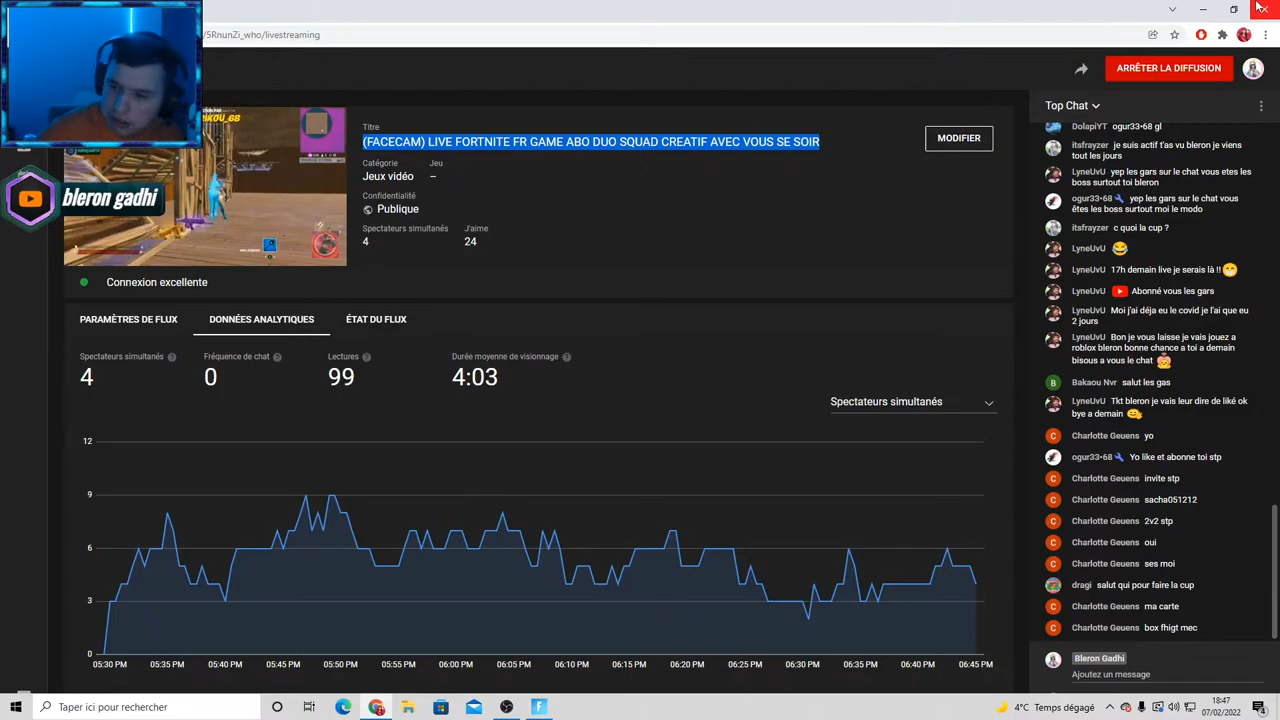 5RnunZi_who/livestreaming
ARRÊTER LA DIFFUSION
bleron gadhi
Titre
(FACECAM) LIVE FORTNITE FR GAME ABO DUO SQUAD CREATIF AVEC VOUS SE SOIR
MODIFIER
Catégorie
Jeu
Jeux vidéo
–
Confidentialité
Publique
Spectateurs simultanés
J'aime
4
24
Connexion excellente
PARAMÈTRES DE FLUX
DONNÉES ANALYTIQUES
ÉTAT DU FLUX
Spectateurs simultanés
Fréquence de chat
Lectures
Durée moyenne de visionnage
4
0
99
4:03
Spectateurs simultanés
12
9
6
3
0
05:30 PM
05:35 PM
05:40 PM
05:45 PM
05:50 PM
05:55 PM
06:00 PM
06:05 PM
06:10 PM
06:15 PM
06:20 PM
06:25 PM
06:30 PM
06:35 PM
06:40 PM
06:45 PM
Top Chat
DolapiYT ogur33•68 gl
itsfrayzer je suis actif t'as vu bleron je viens
tout les jours
LyneUvU yep les gars sur le chat vous etes les
boss surtout toi bleron
ogur33•68 yep les gars sur le chat vous
êtes les boss surtout moi le modo
itsfrayzer c quoi la cup ?
LyneUvU 😂
LyneUvU 17h demain live je serais là !!😁
LyneUvU Abonné vous les gars
LyneUvU Moi j'ai déja eu le covid je l'ai que eu
2 jours
LyneUvU Bon je vous laisse je vais jouez a
roblox bleron bonne chance a toi a demain
bisous a vous le chat
Bakaou Nvr salut les gas
LyneUvU Tkt bleron je vais leur dire de liké ok
bye a demain
Charlotte Geuens yo
ogur33•68 Yo like et abonne toi stp
Charlotte Geuens invite stp
Charlotte Geuens sacha051212
Charlotte Geuens 2v2 stp
Charlotte Geuens oui
Charlotte Geuens ses moi
dragi salut qui pour faire la cup
Charlotte Geuens ma carte
Charlotte Geuens box fhigt mec
Bleron Gadhi
Ajoutez un message
Taper ici pour rechercher
4°C Temps dégagé
18:47
07/02/2022